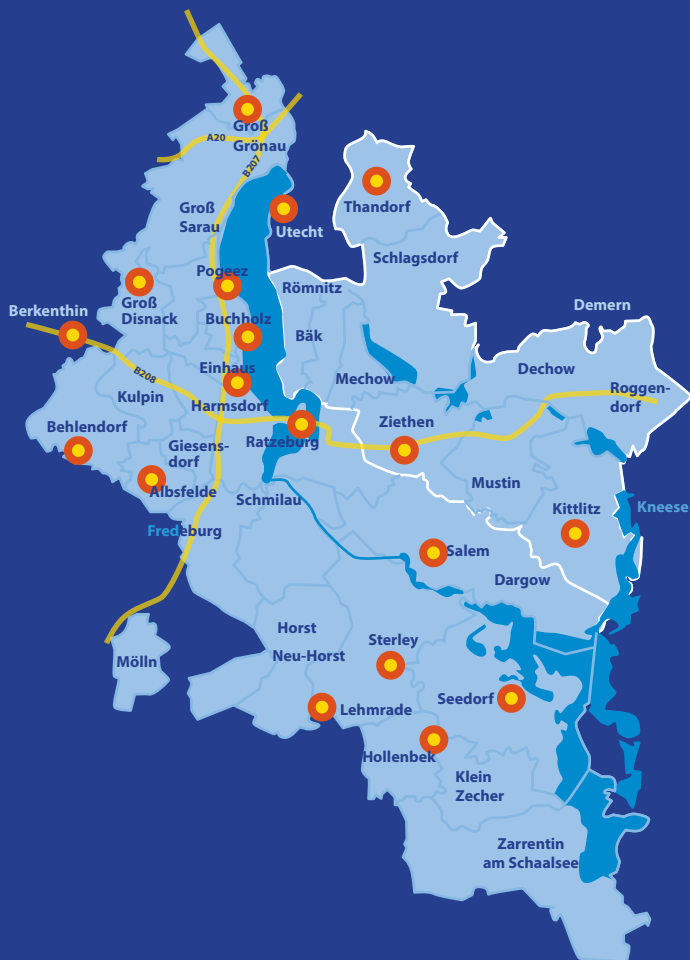 Groß
Grönau
A20
B207
Groß
Sarau
Utecht
Thandorf
Schlagsdorf
Pogeez
Römnitz
Groß
Disnack
Berkenthin
Buchholz
Bäk
Demern
Einhaus
Mechow
Dechow
B208
Kulpin
Harmsdorf
Roggen-
dorf
Behlendorf
Ziethen
Ratzeburg
Giesens-
dorf
Albsfelde
Mustin
Schmilau
Kittlitz
Kneese
Fredeburg
Salem
Dargow
Horst
Sterley
Neu-Horst
Mölln
Seedorf
Lehmrade
Hollenbek
Klein
Zecher
Zarrentin
am Schaalsee